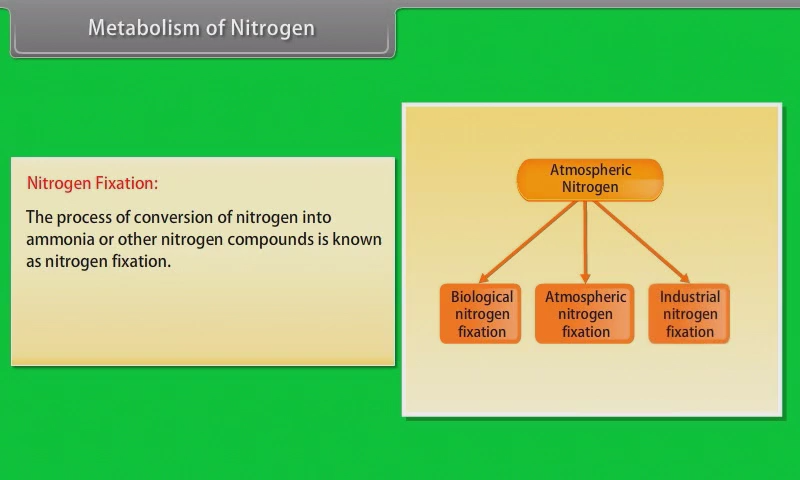 Metabolism of Nitrogen
Nitrogen Fixation:
The process of conversion of nitrogen into
ammonia or other nitrogen compounds is known
as nitrogen fixation.
Atmospheric
Nitrogen
Biological
nitrogen
fixation
Atmospheric
nitrogen
fixation
Industrial
nitrogen
fixation